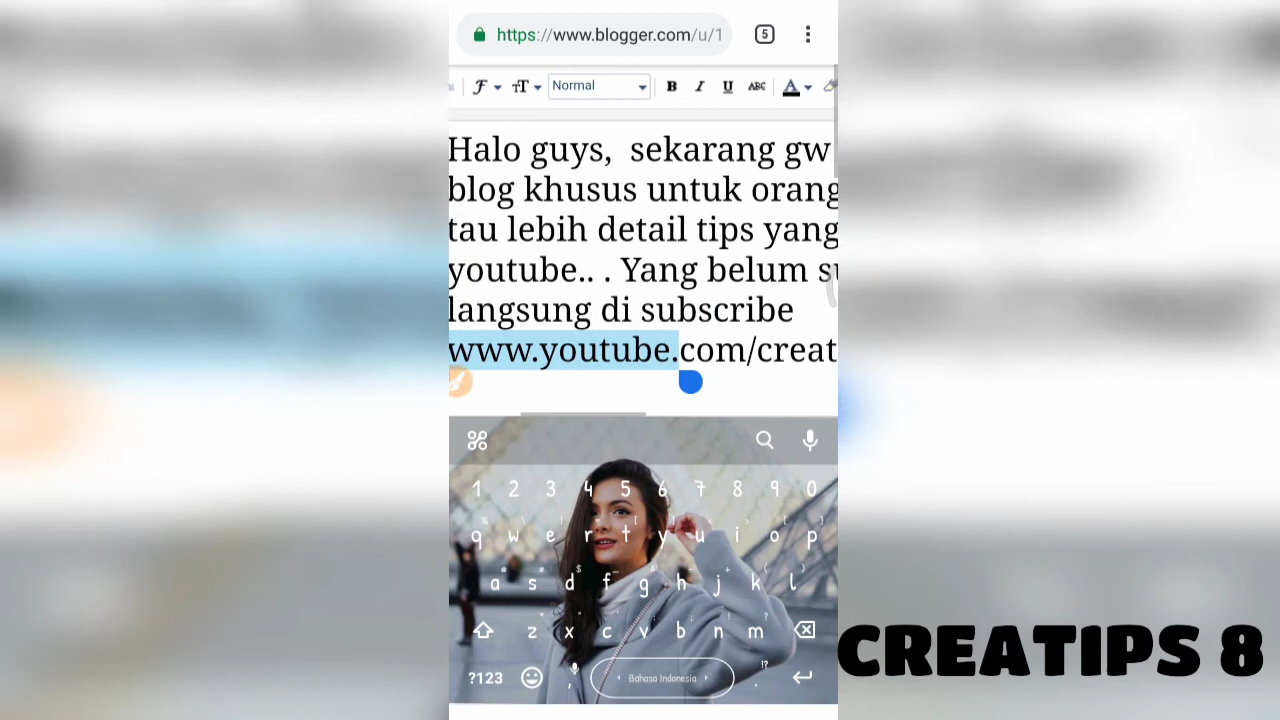 https://www.blogger.com/u/1
5
Normal
B I U ABC A
Halo guys, sekarang gw
blog khusus untuk orang
tau lebih detail tips yang
youtube.. . Yang belum su
langsung di subscribe
www.youtube.com/creat
1 2 3 4 5 6 7 8 9 0
q w e r t y u i o p
a s d f g h j k l
z x c v b n m
?123 , Bahasa Indonesia . !?
CREATIPS 8